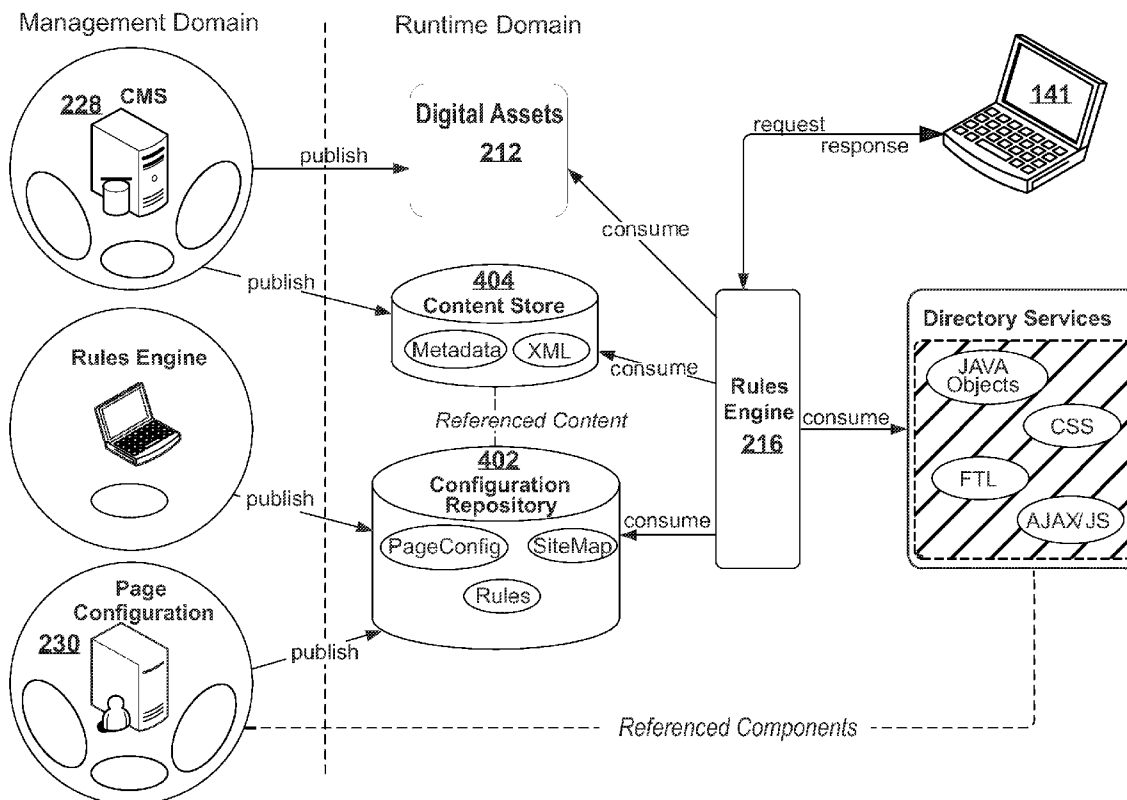 Management Domain
Runtime Domain
228 CMS
publish
Digital Assets
212
request
response
141
consume
publish
404
Content Store
Metadata XML
consume
Referenced Content
Rules Engine
publish
402
Configuration
Repository
PageConfig SiteMap
Rules
consume
Rules
Engine
216
consume
Directory Services
JAVA
Objects
CSS
FTL
AJAX/JS
Page
Configuration
230
publish
Referenced Components